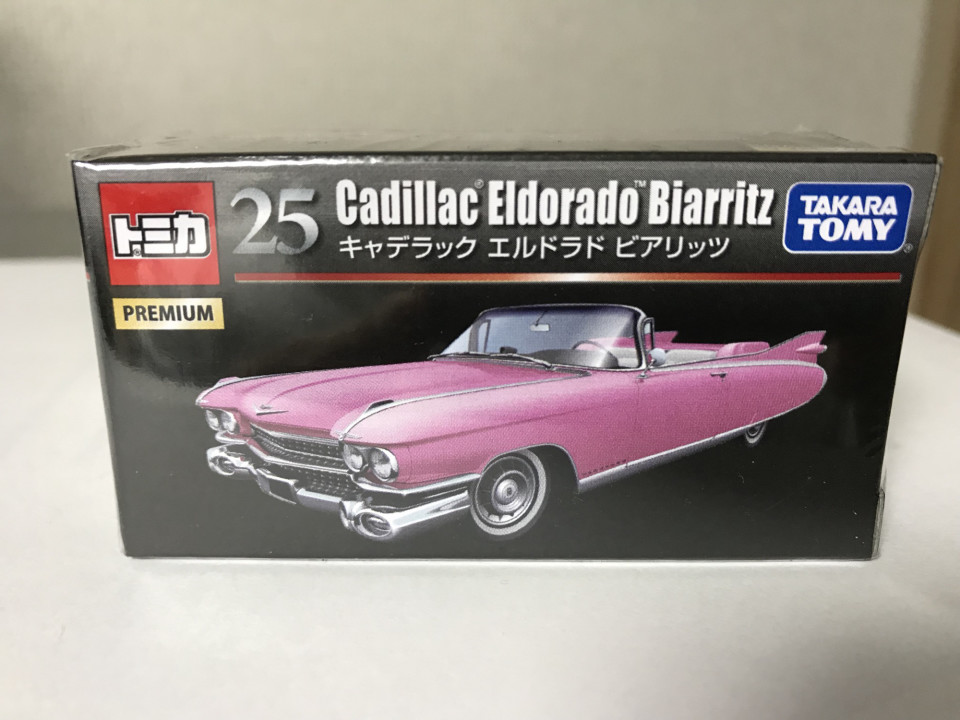 トミカ
PREMIUM
25
Cadillac® Eldorado™ Biarritz
キャデラック エルドラド ビアリッツ
TAKARA
TOMY®